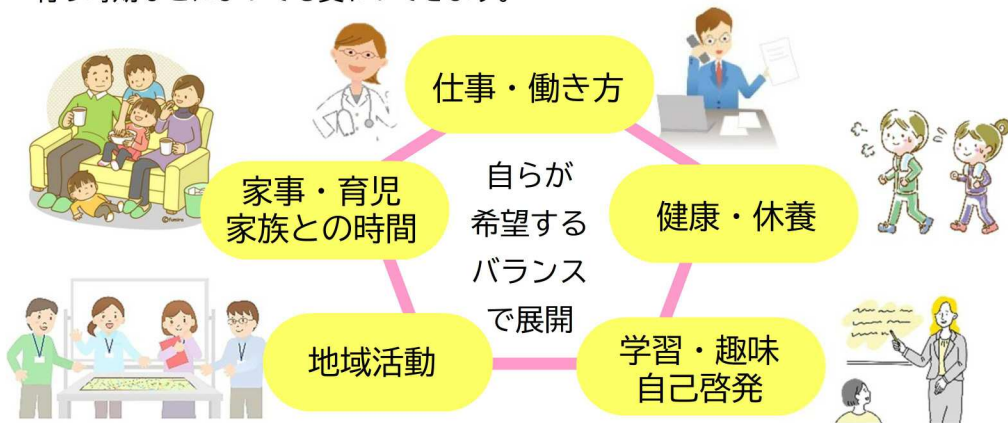 仕事・働き方
家事・育児
家族との時間
自らが
希望する
バランス
で展開
健康・休養
地域活動
学習・趣味
自己啓発